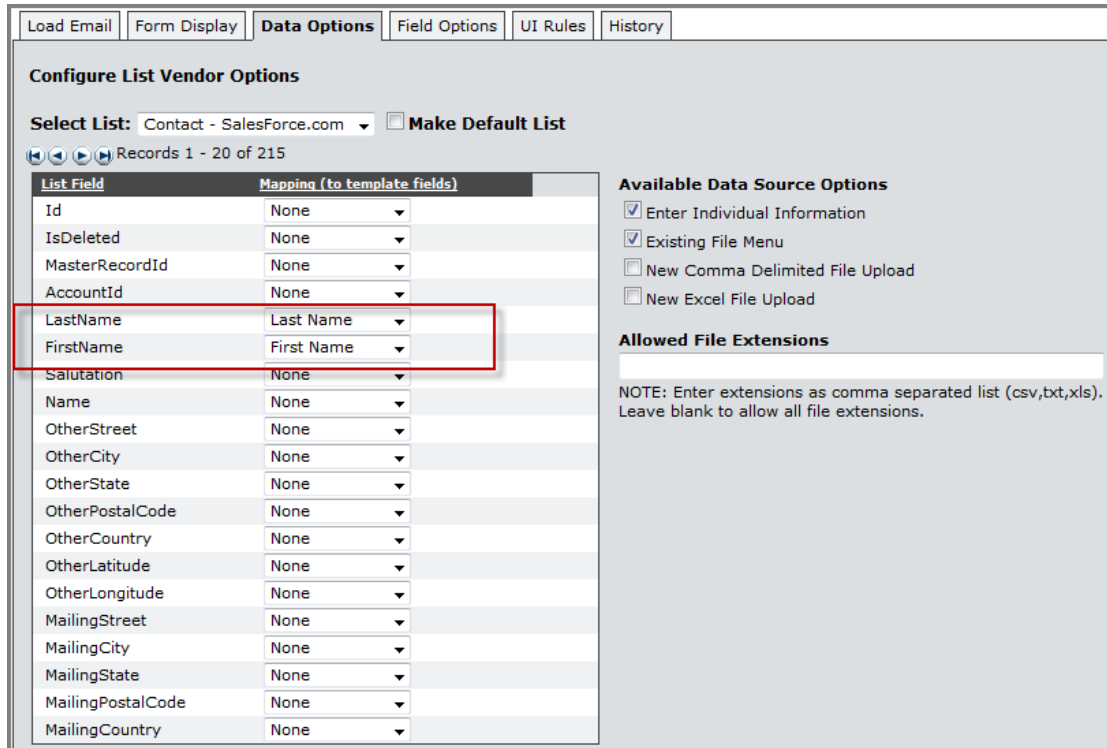 Load Email Form Display Data Options Field Options UI Rules History
Configure List Vendor Options
Select List: Contact - SalesForce.com Make Default List
Records 1 - 20 of 215
List Field Mapping (to template fields)
Id None
IsDeleted None
MasterRecordId None
AccountId None
LastName Last Name
FirstName First Name
Salutation None
Name None
OtherStreet None
OtherCity None
OtherState None
OtherPostalCode None
OtherCountry None
OtherLatitude None
OtherLongitude None
MailingStreet None
MailingCity None
MailingState None
MailingPostalCode None
MailingCountry None
Available Data Source Options
Enter Individual Information
Existing File Menu
New Comma Delimited File Upload
New Excel File Upload
Allowed File Extensions
NOTE: Enter extensions as comma separated list (csv,txt,xls).
Leave blank to allow all file extensions.